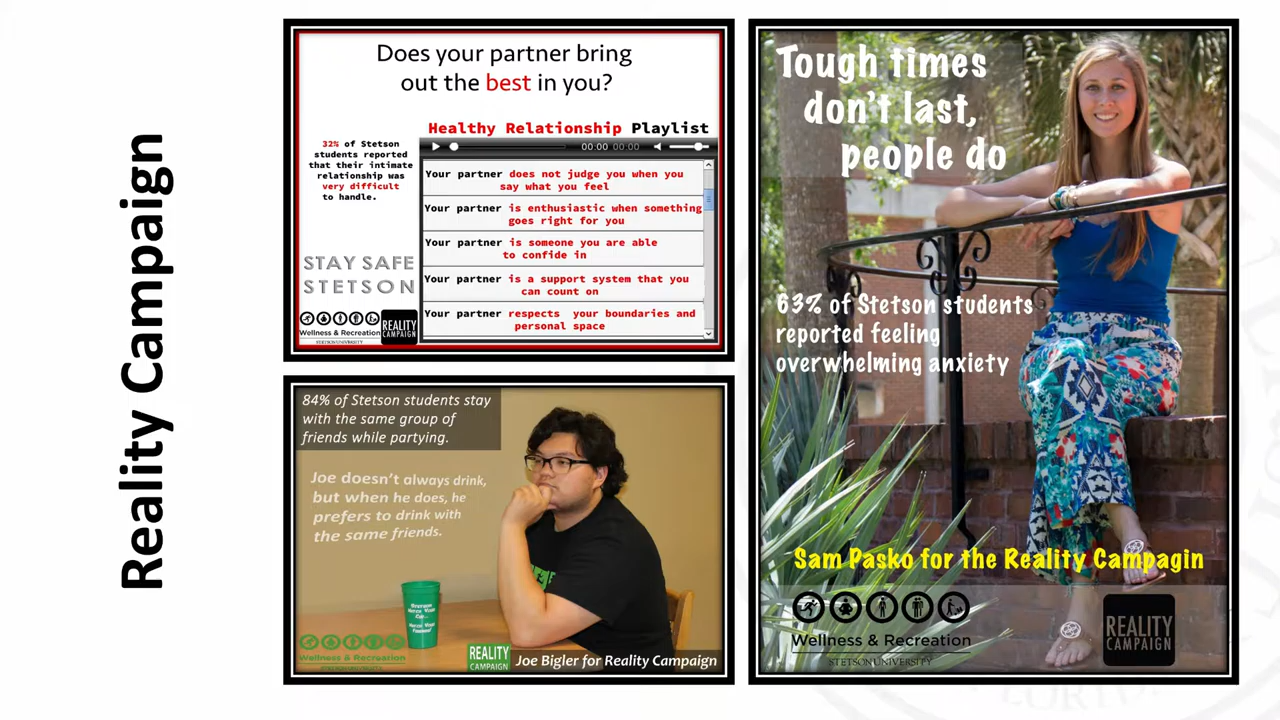 Reality Campaign
Does your partner bring
out the best in you?
Healthy Relationship Playlist
00:00 00:00
32% of Stetson
students reported
that their intimate
relationship was
very difficult
to handle.
Your partner does not judge you when you
say what you feel
Your partner is enthusiastic when something
goes right for you
Your partner is someone you are able
to confide in
Your partner is a support system that you
can count on
Your partner respects your boundaries and
personal space
STAY SAFE
STETSON
Wellness & Recreation
STETSON UNIVERSITY
REALITY
CAMPAIGN
84% of Stetson students stay
with the same group of
friends while partying.
Joe doesn't always drink,
but when he does, he
prefers to drink with
the same friends.
Wellness & Recreation
STETSON UNIVERSITY
REALITY
CAMPAIGN
Joe Bigler for Reality Campaign
Tough times
don't last,
people do
63% of Stetson students
reported feeling
overwhelming anxiety
Sam Pasko for the Reality Campagin
Wellness & Recreation
STETSON UNIVERSITY
REALITY
CAMPAIGN